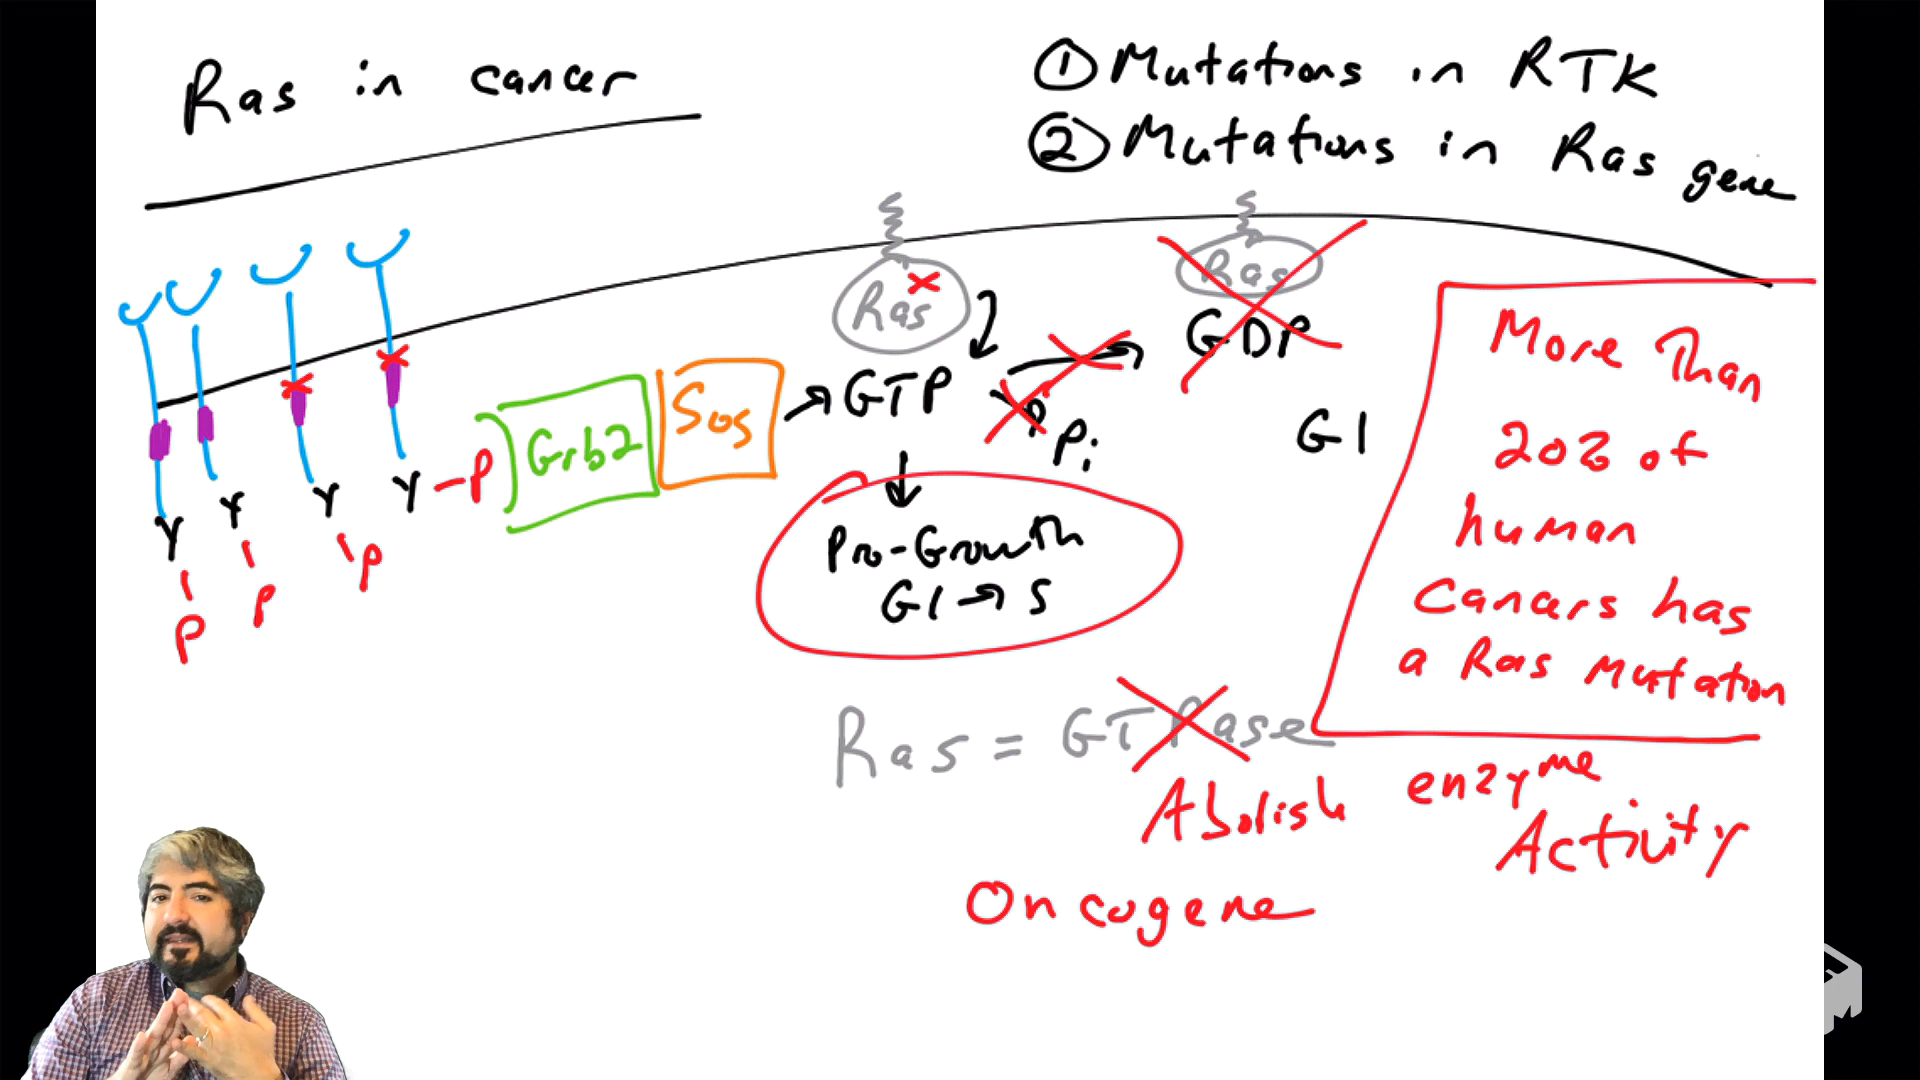 Ras in cancer
① Mutations in RTK
② Mutations in Ras gene
Ras
Ras
GDP
GTP
Pi
G1
Grb2
Sos
Y
Y
Y
Y-P
P
P
P
Pro-Growth
G1 → S
More Than
20% of
human
Cancers has
a Ras Mutation
Ras = GTPase
Abolish enzyme
Activity
Oncogene